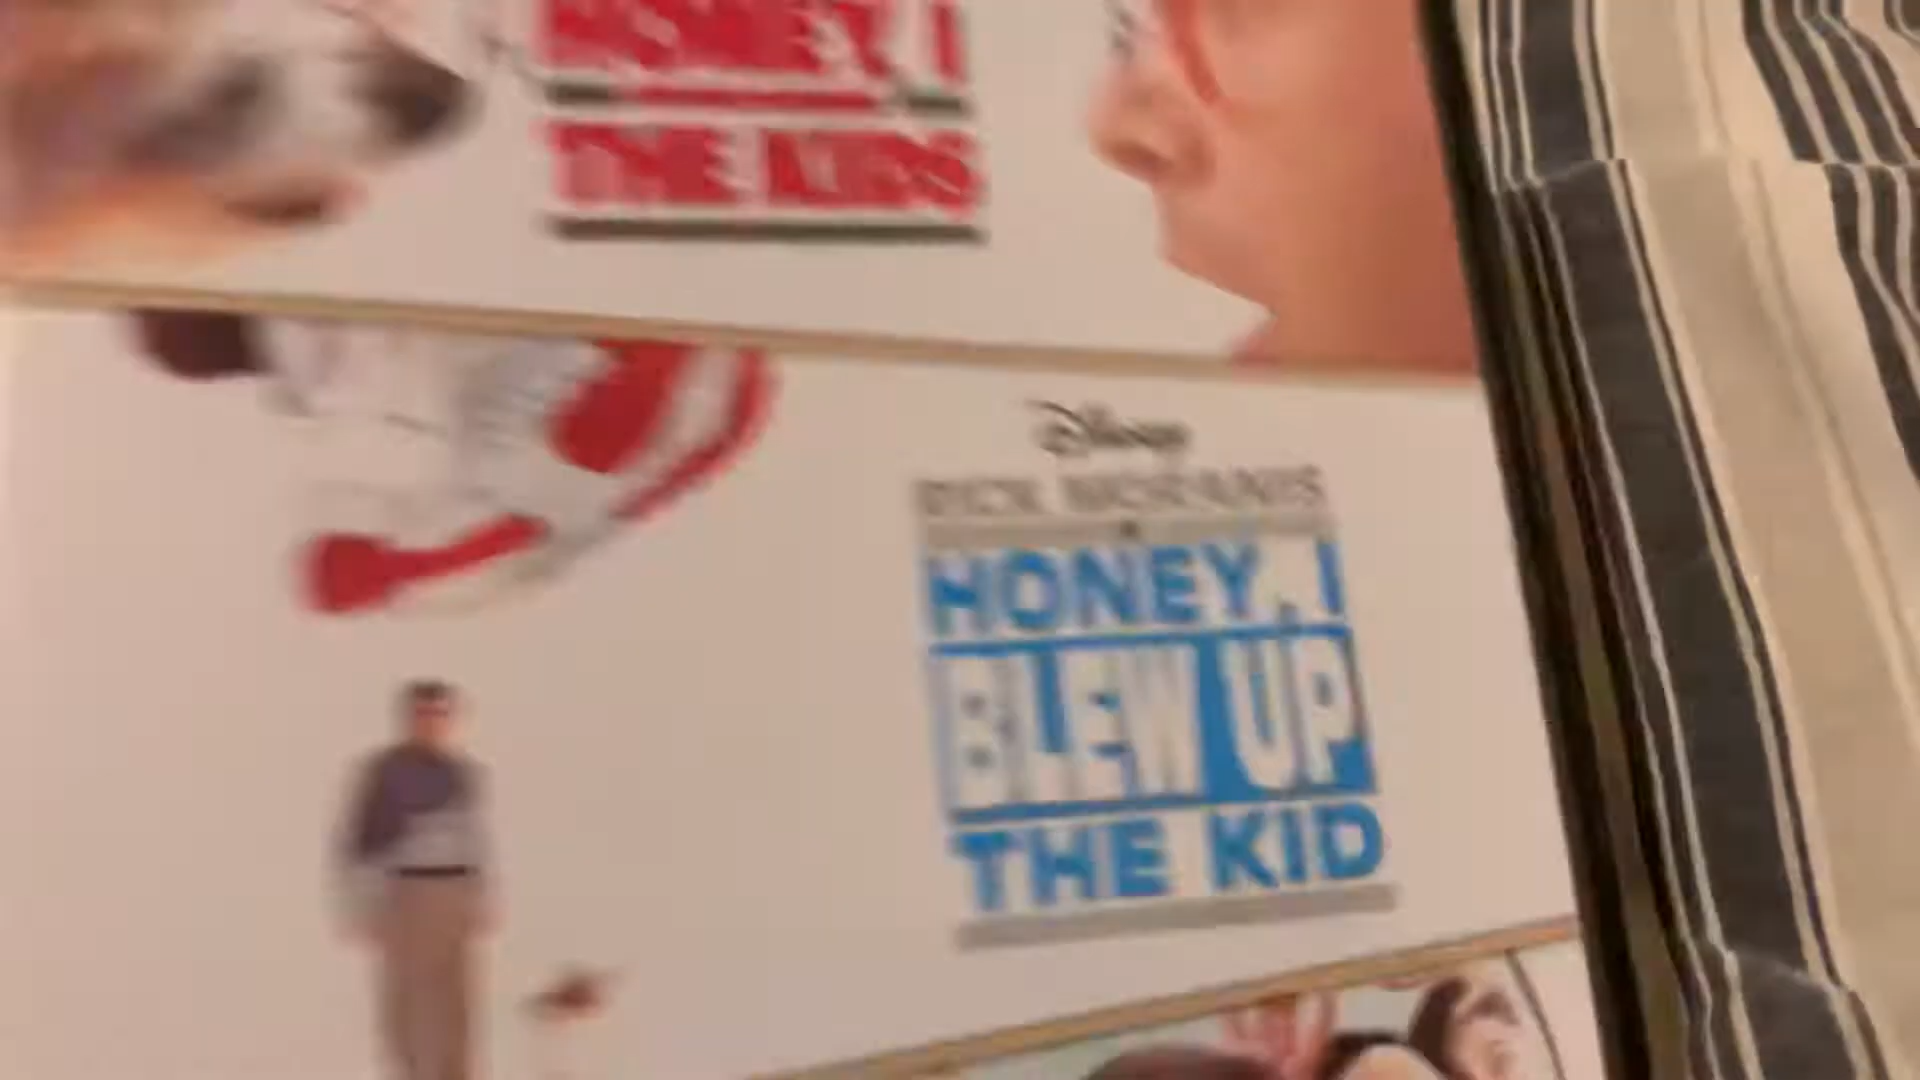 HONEY, I
THE KIDS
Disney
RICK MORANIS
HONEY, I
BLEW UP
THE KID